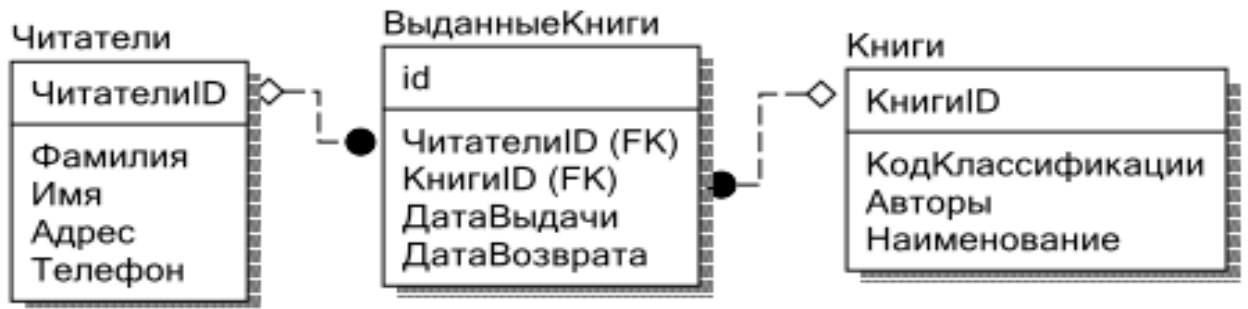 Читатели
ЧитателиID
Фамилия
Имя
Адрес
Телефон
ВыданныеКниги
id
ЧитателиID (FK)
КнигиID (FK)
ДатаВыдачи
ДатаВозврата
Книги
КнигиID
КодКлассификации
Авторы
Наименование